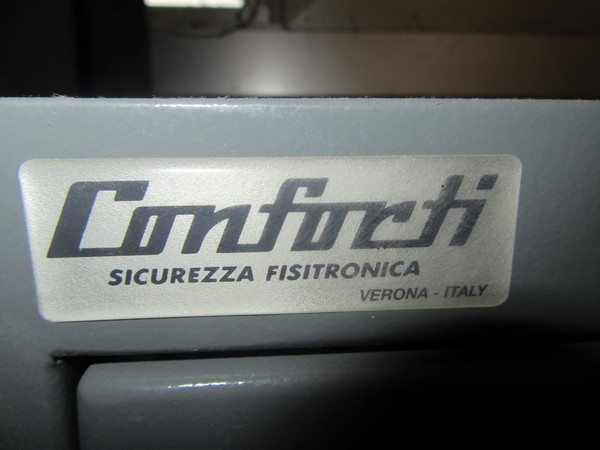 Conforti
SICUREZZA FISITRONICA
VERONA - ITALY